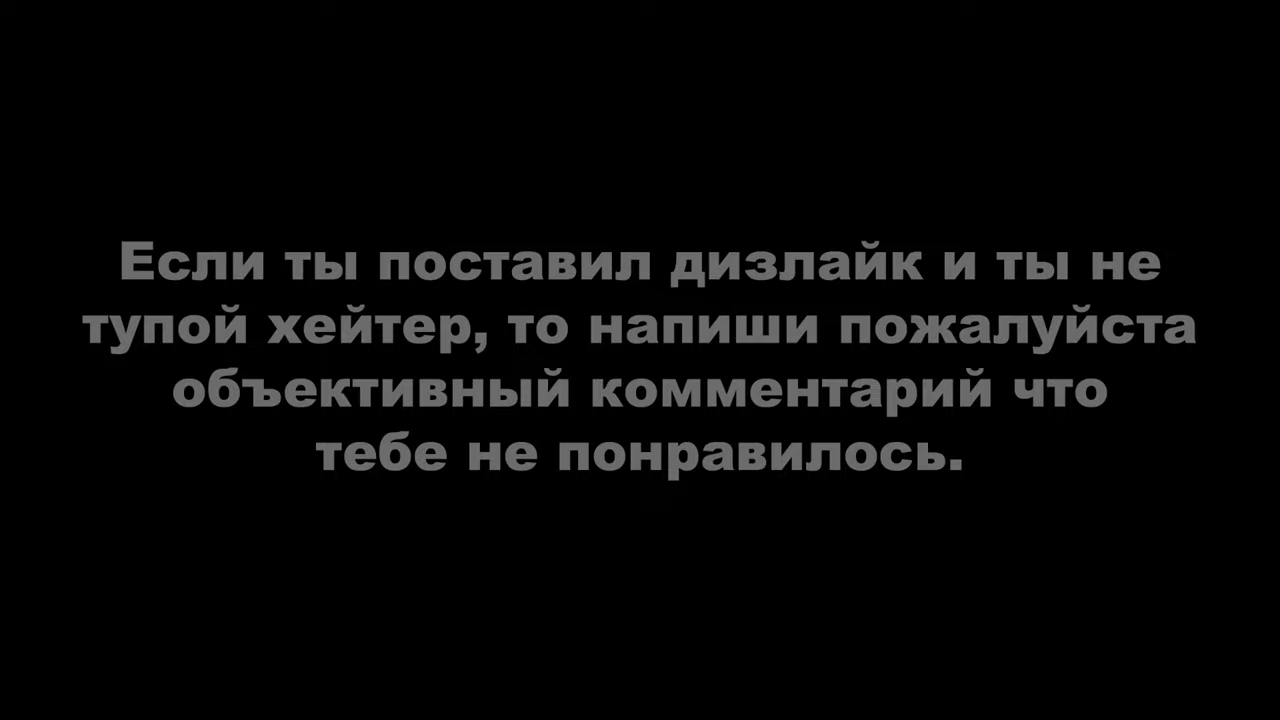 Если ты поставил дизлайк и ты не
тупой хейтер, то напиши пожалуйста
объективный комментарий что
тебе не понравилось.